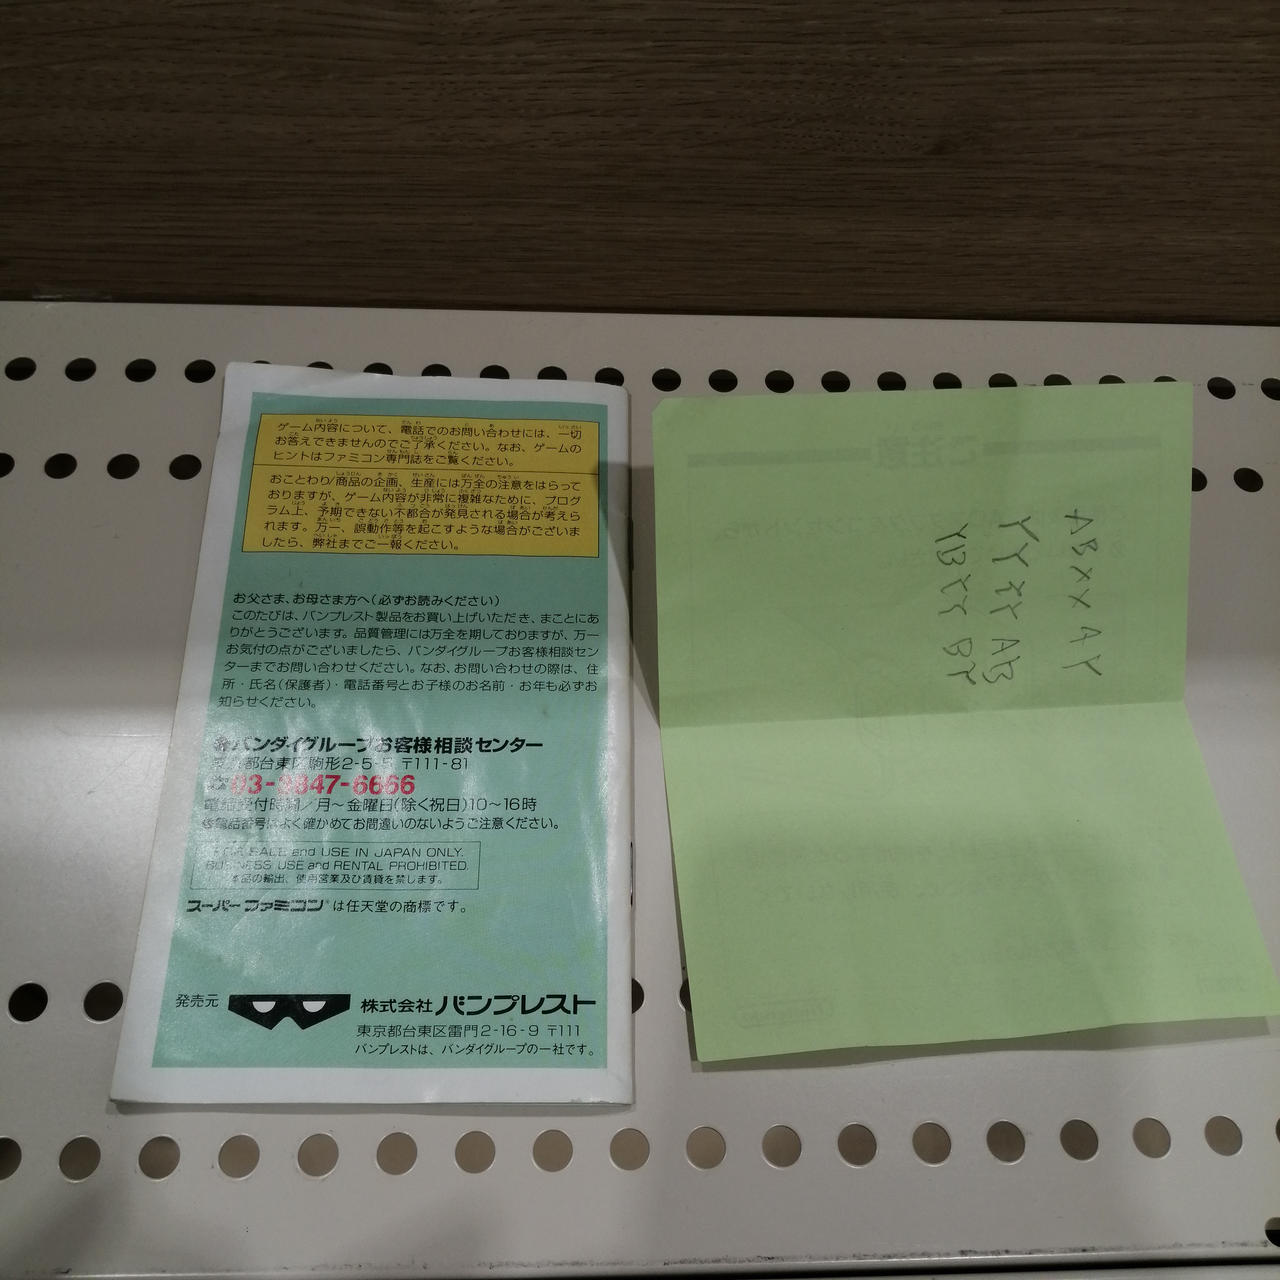 ゲーム内容について、電話でのお問い合わせには、一切
お答えできませんのでご了承ください。なお、ゲームの
ヒントはファミコン専門誌をご覧ください。
おことわり/商品の企画、生産には万全の注意をはらって
おりますが、ゲーム内容が非常に複雑なために、プログ
ラム上、予期できない不都合が発見される場合が考えら
れます。万一、誤動作等を起こすような場合がございま
したら、弊社までご一報ください。
お父さま、お母さま方へ(必ずお読みください)
このたびは、バンプレスト製品をお買い上げいただき、まことにあ
りがとうございます。品質管理には万全を期しておりますが、万一
お気付の点がございましたら、バンダイグループお客様相談セン
ターまでお問い合わせください。なお、お問い合わせの際は、住
所・氏名(保護者)・電話番号とお子様のお名前・お年も必ずお
知らせください。
バンダイグループお客様相談センター
東京都台東区駒形2-5-5 〒111-81
03-3847-6666
電話受付時間/月〜金曜日(除く祝日)10〜16時
電話番号はよく確かめてお間違いのないようご注意ください。
FOR SALE and USE IN JAPAN ONLY.
BUSINESS USE and RENTAL PROHIBITED.
本品の輸出、使用営業及び賃貸を禁じます。
スーパーファミコン®は任天堂の商標です。
発売元 株式会社バンプレスト
東京都台東区雷門2-16-9 〒111
バンプレストは、バンダイグループの一社です。
ABXXAY
YYXYAB
YBYYBY